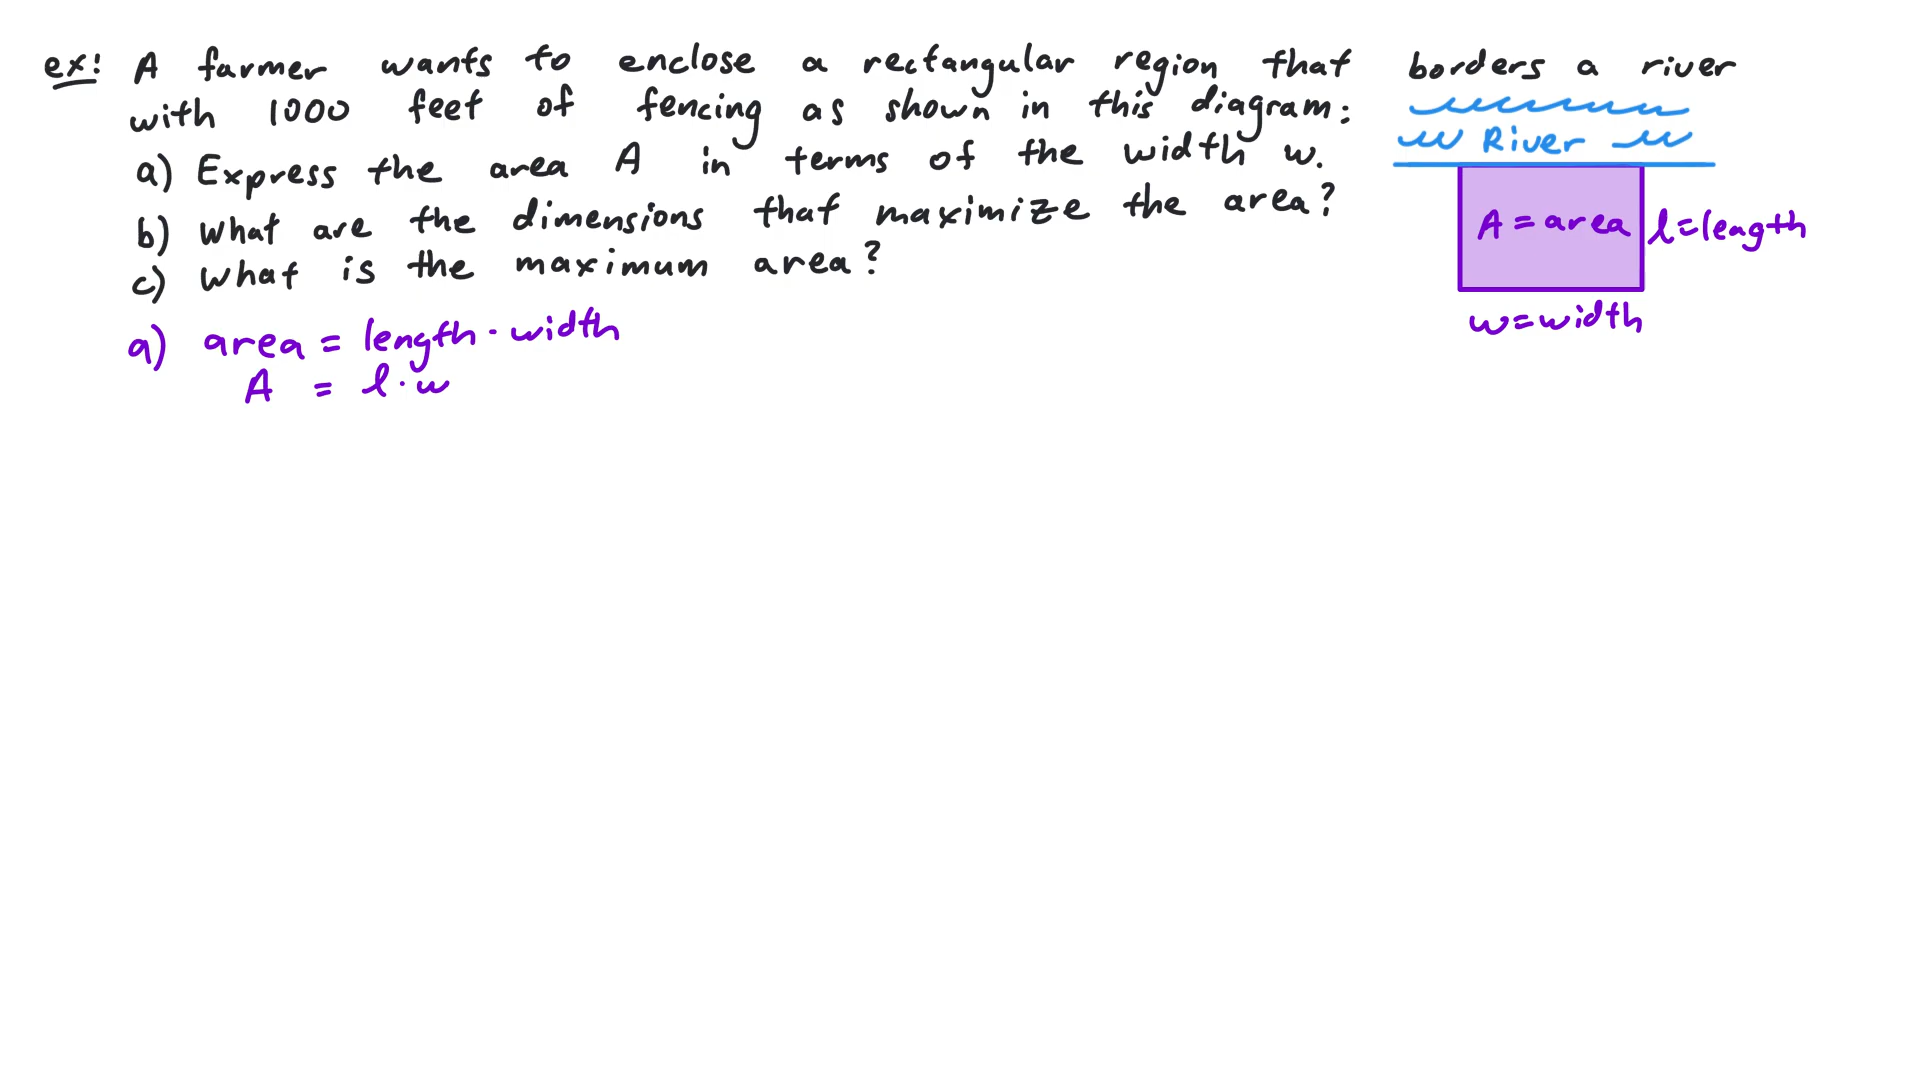 ex: A farmer wants to enclose a rectangular region that borders a river
with 1000 feet of fencing as shown in this diagram:
a) Express the area A in terms of the width w.
b) What are the dimensions that maximize the area?
c) What is the maximum area?
River
A = area
l = length
w = width
a) area = length · width
A = l · w